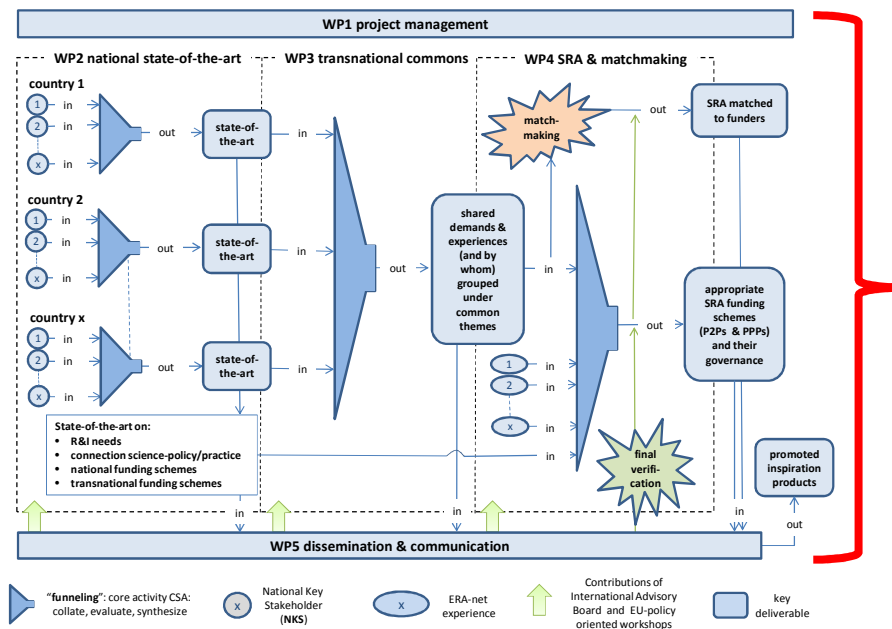 WP1 project management
WP2 national state-of-the-art
WP3 transnational commons
WP4 SRA & matchmaking
country 1
1 in
2 in
x in
out
state-of-
the-art
in
country 2
1 in
2 in
x in
out
state-of-
the-art
in
country x
1 in
2 in
x in
out
state-of-
the-art
in
out
shared
demands &
experiences
(and by
whom)
grouped
under
common
themes
in
match-
making
out
SRA matched
to funders
1 in
2 in
x in
in
out
appropriate
SRA funding
schemes
(P2Ps & PPPs)
and their
governance
State-of-the-art on:
• R&I needs
• connection science-policy/practice
• national funding schemes
• transnational funding schemes
final
verifi-
cation
promoted
inspiration
products
in
in
in
out
WP5 dissemination & communication
"funneling": core activity CSA:
collate, evaluate, synthesize
x
National Key
Stakeholder
(NKS)
x
ERA-net
experience
Contributions of
International Advisory
Board and EU-policy
oriented workshops
key
deliverable